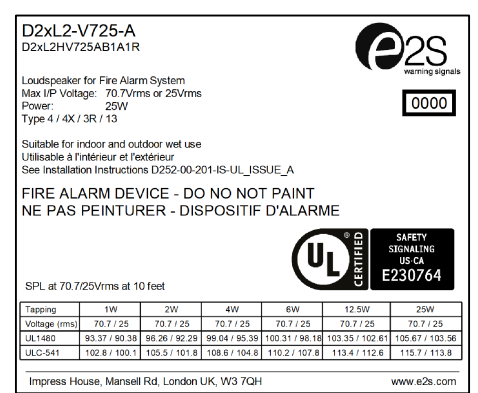 D2xL2-V725-A
D2xL2HV725AB1A1R
e2S
warning signals
Loudspeaker for Fire Alarm System
Max I/P Voltage: 70.7Vrms or 25Vrms
Power: 25W
Type 4 / 4X / 3R / 13
0000
Suitable for indoor and outdoor wet use
Utilisable à l'intérieur et l'extérieur
See Installation Instructions D252-00-201-IS-UL_ISSUE_A
FIRE ALARM DEVICE - DO NO NOT PAINT
NE PAS PEINTURER - DISPOSITIF D'ALARME
UL ® CERTIFIED
SAFETY
SIGNALING
US-CA
E230764
SPL at 70.7/25Vrms at 10 feet
Tapping 1W 2W 4W 6W 12.5W 25W
Voltage (rms) 70.7 / 25 70.7 / 25 70.7 / 25 70.7 / 25 70.7 / 25 70.7 / 25
UL1480 93.37 / 90.38 96.26 / 92.29 99.04 / 95.39 100.31 / 98.18 103.35 / 102.61 105.67 / 103.56
ULC-541 102.8 / 100.1 105.5 / 101.8 108.6 / 104.8 110.2 / 107.8 113.4 / 112.6 115.7 / 113.8
Impress House, Mansell Rd, London UK, W3 7QH www.e2s.com